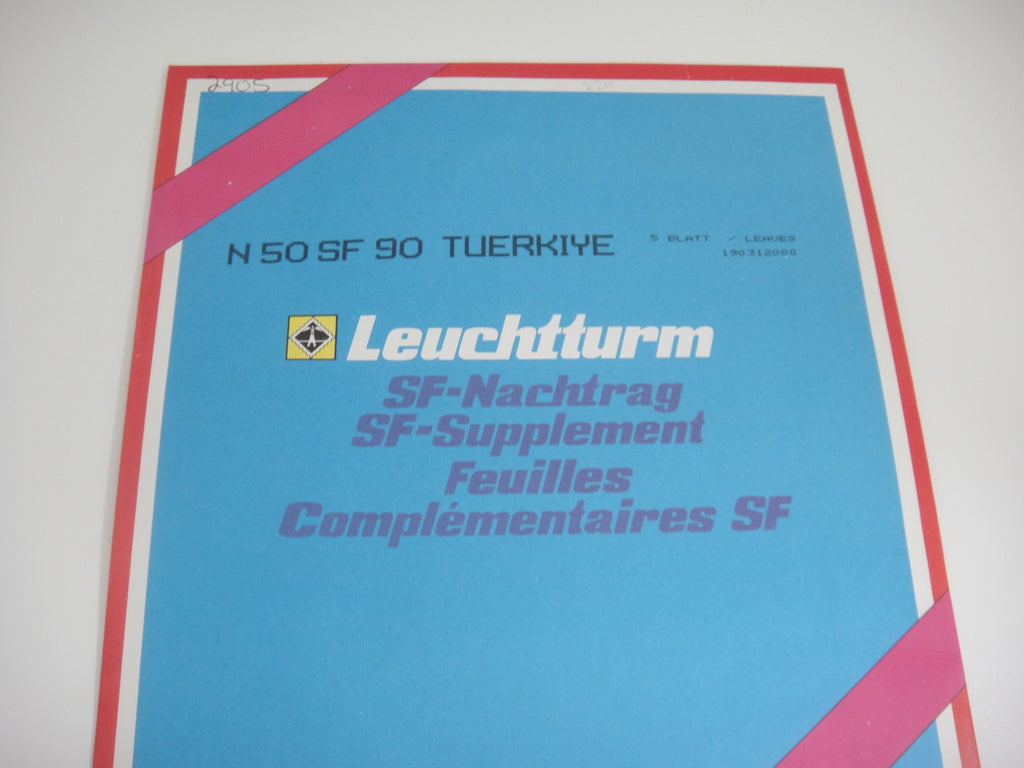 2905
N 50 SF 90 TUERKIYE
5 BLATT / LEAVES
190312000
Leuchtturm
SF-Nachtrag
SF-Supplement
Feuilles
Complémentaires SF